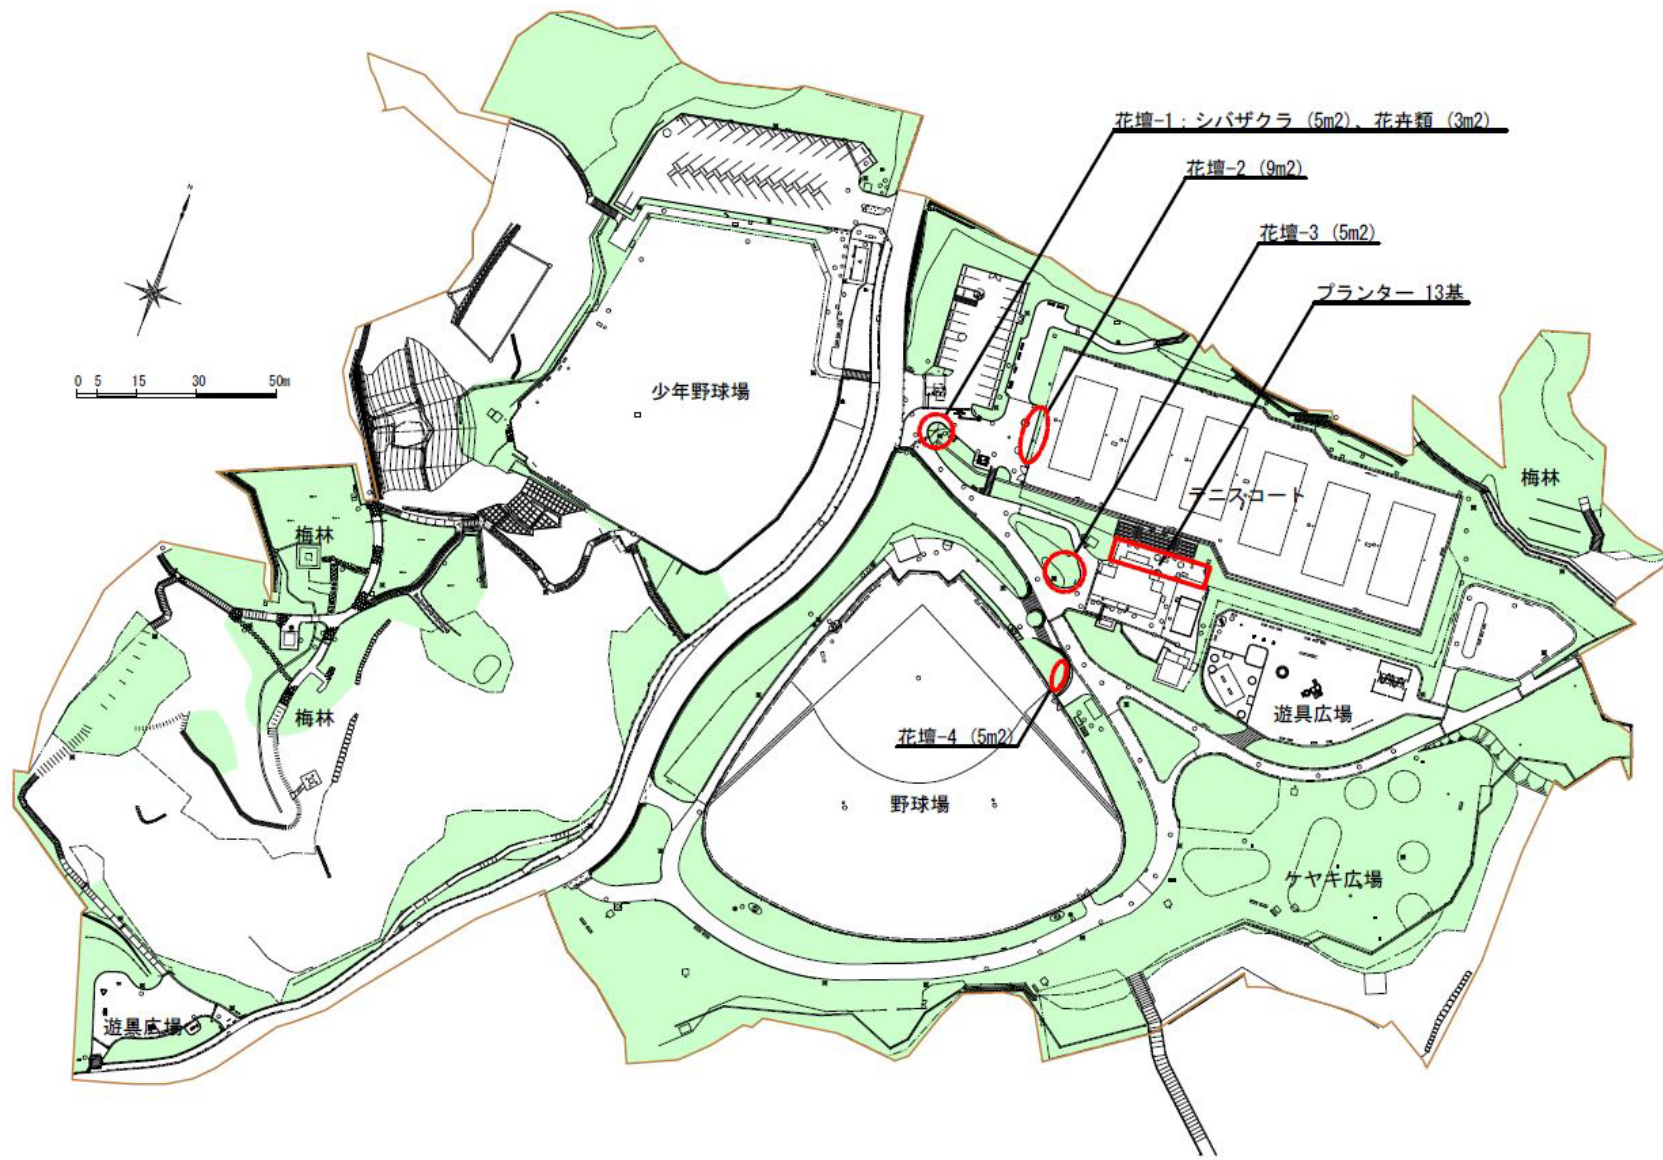 花壇-1：シバザクラ（5m2）、花卉類（3m2）
花壇-2（9m2）
花壇-3（5m2）
プランター 13基
N
0 5 15 30 50m
少年野球場
テニスコート
梅林
梅林
梅林
遊具広場
花壇-4（5m2）
野球場
ケヤキ広場
遊具広場